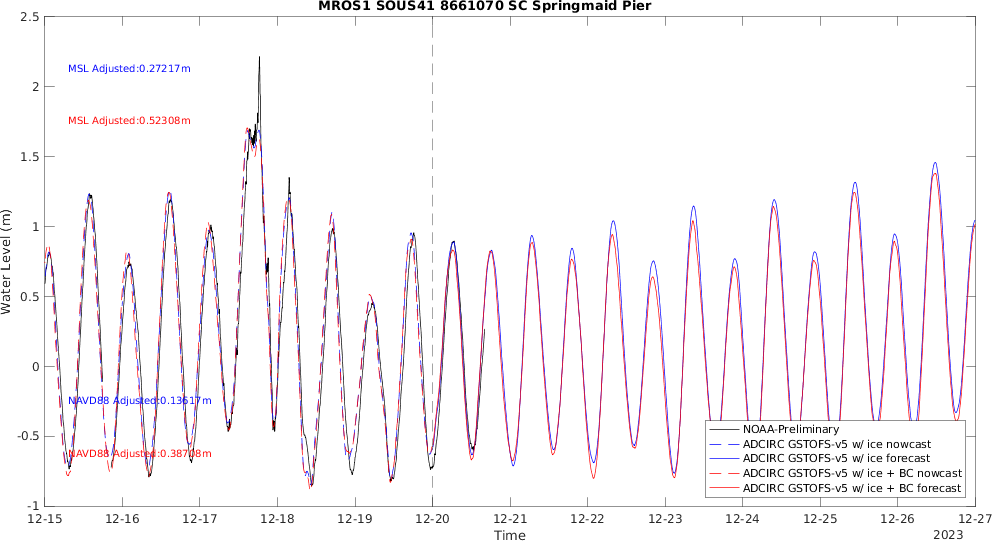 MROS1 SOUS41 8661070 SC Springmaid Pier
2.5
2
1.5
1
0.5
0
-0.5
-1
Water Level (m)
MSL Adjusted:0.27217m
MSL Adjusted:0.52308m
NAVD88 Adjusted:0.13617m
NAVD88 Adjusted:0.38708m
NOAA-Preliminary
ADCIRC GSTOFS-v5 w/ ice nowcast
ADCIRC GSTOFS-v5 w/ ice forecast
ADCIRC GSTOFS-v5 w/ ice + BC nowcast
ADCIRC GSTOFS-v5 w/ ice + BC forecast
12-15 12-16 12-17 12-18 12-19 12-20 12-21 12-22 12-23 12-24 12-25 12-26 12-27
Time
2023